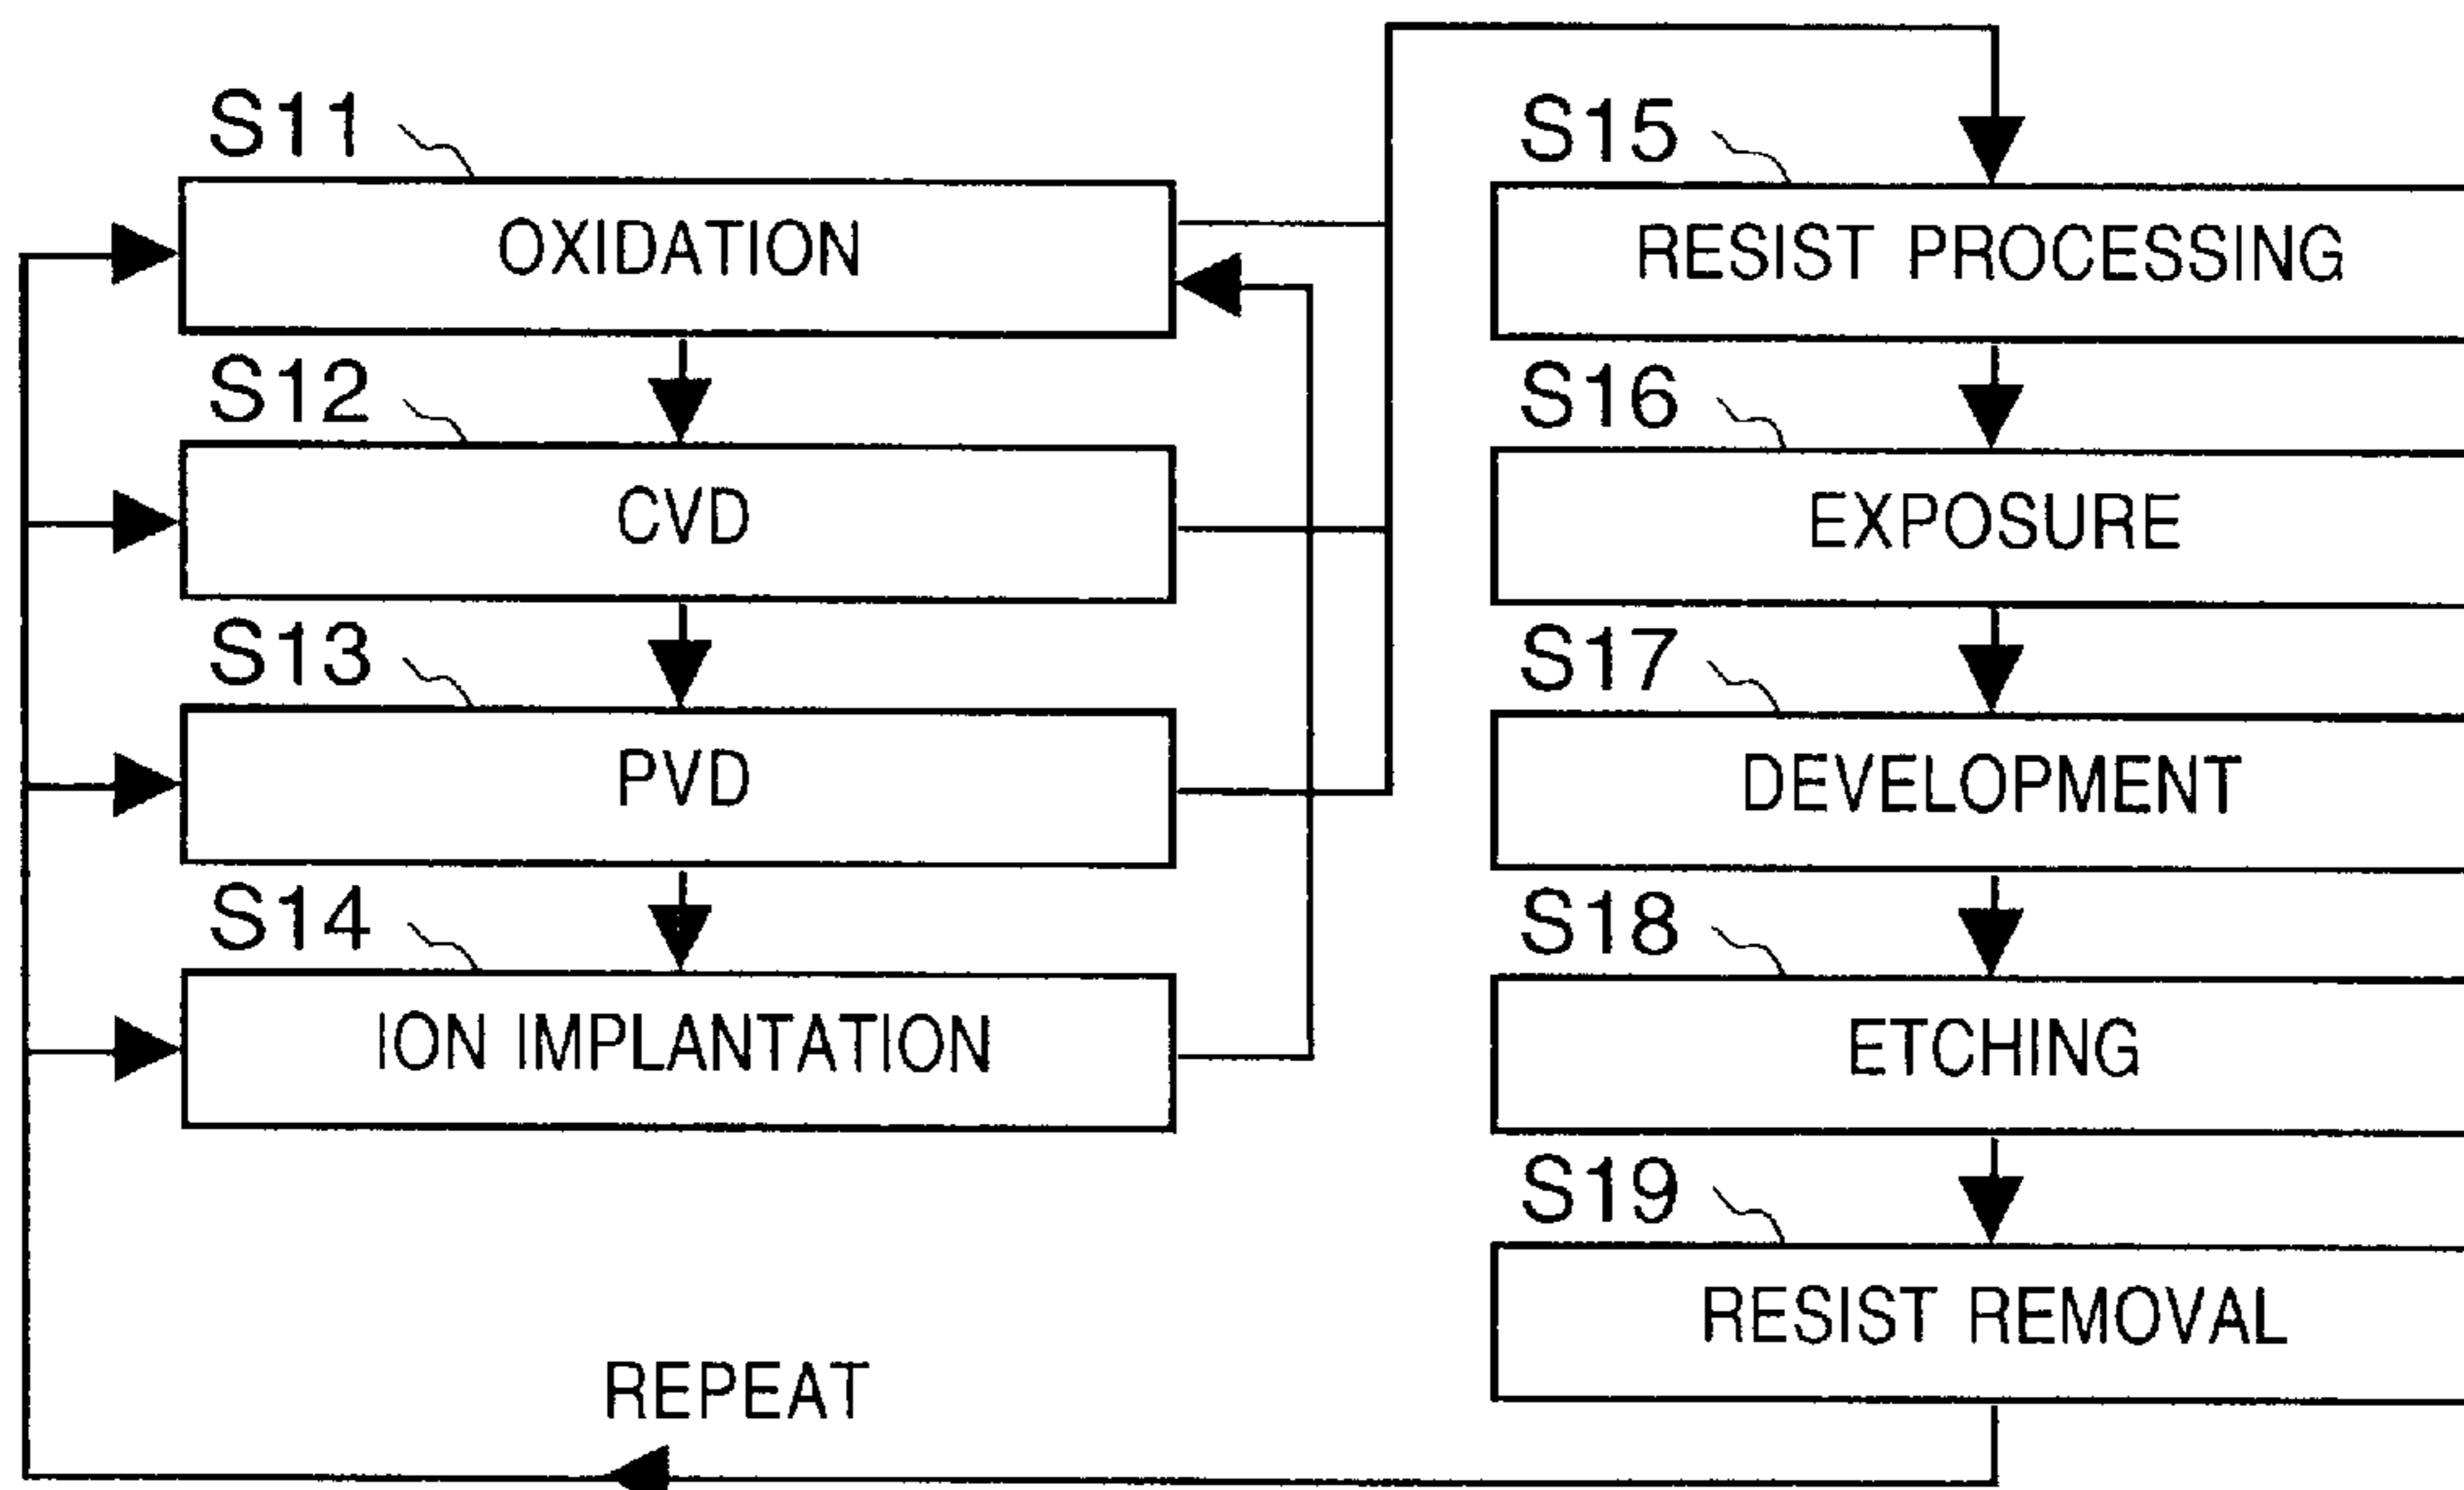 S11
OXIDATION
S12
CVD
S13
PVD
S14
ION IMPLANTATION
S15
RESIST PROCESSING
S16
EXPOSURE
S17
DEVELOPMENT
S18
ETCHING
S19
RESIST REMOVAL
REPEAT